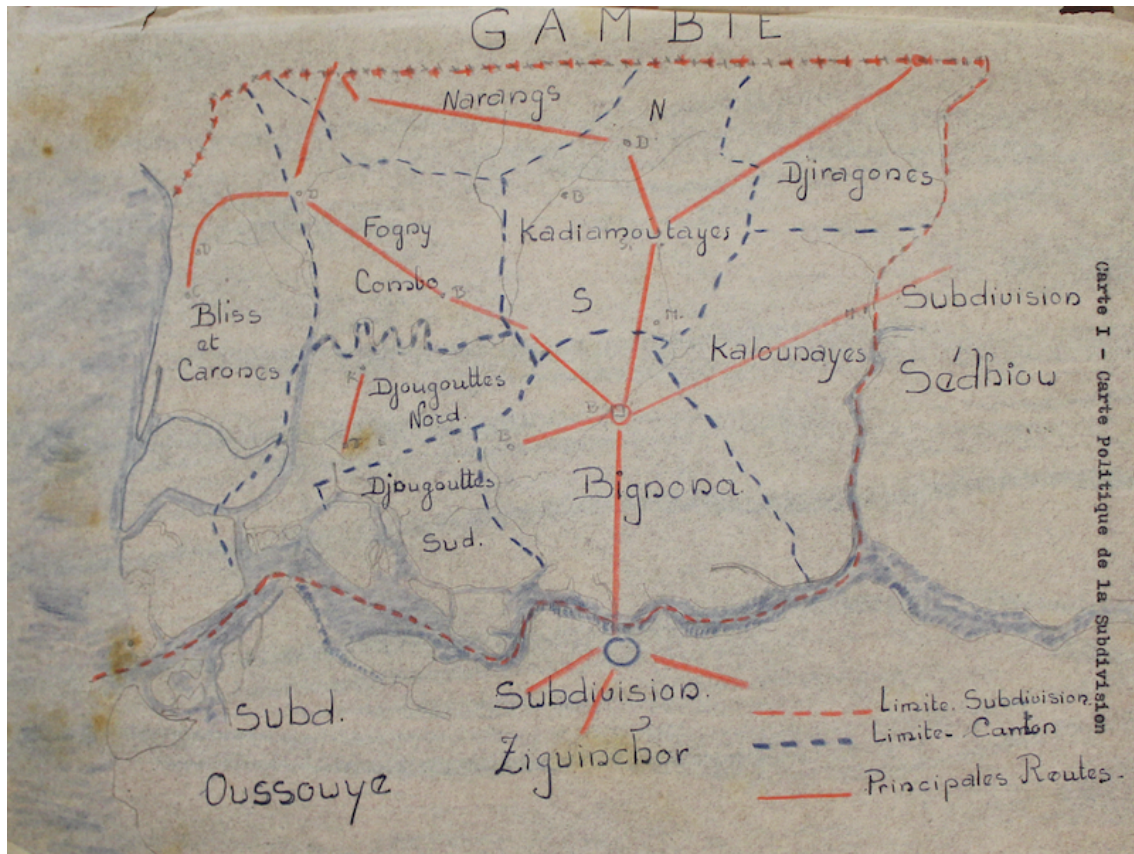 GAMBIE
Narangs
N
D
Djiragones
D
B
Fogny
Kadiamoutayes
S.
D
Combo
B
S
Bliss
et
Carones
M.
Kalounayes
Subdivision
Sédhiou
K
Djougouttes
Nord.
B
B
Bignona
Djougouttes
Sud.
Subd.
Oussouye
Subdivision.
Ziguinchor
Limite. Subdivision.
Limite- Canton
Principales Routes.-
Carte I - Carte Politique de la Subdivision